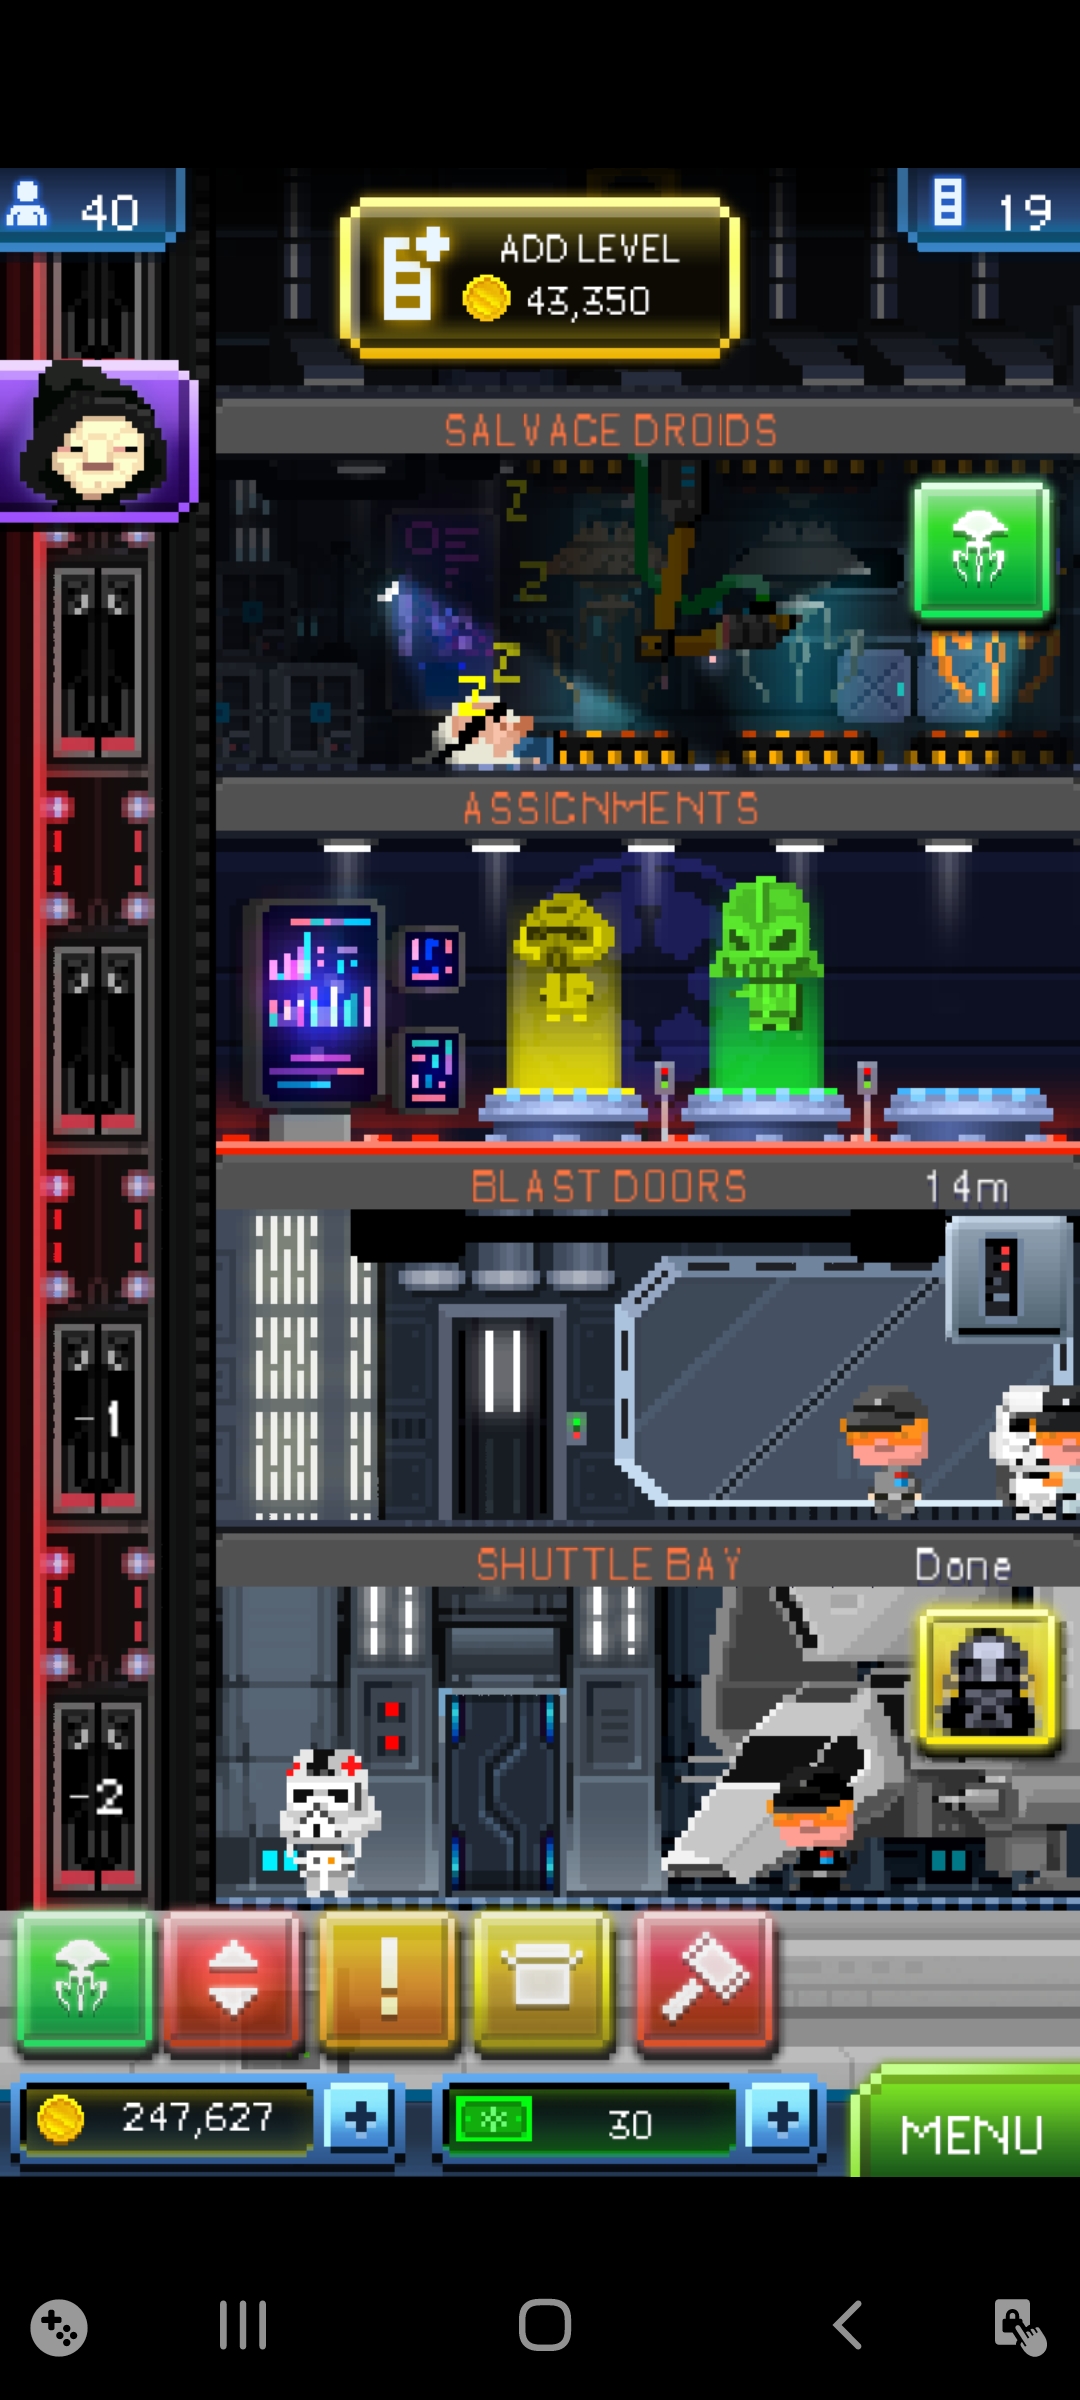 40
ADD LEVEL
43,350
19
SALVAGE DROIDS
Z
Z
Z
Z
ASSIGNMENTS
BLAST DOORS
14m
-1
SHUTTLE BAY
Done
-2
!
247,627
+
30
+
MENU